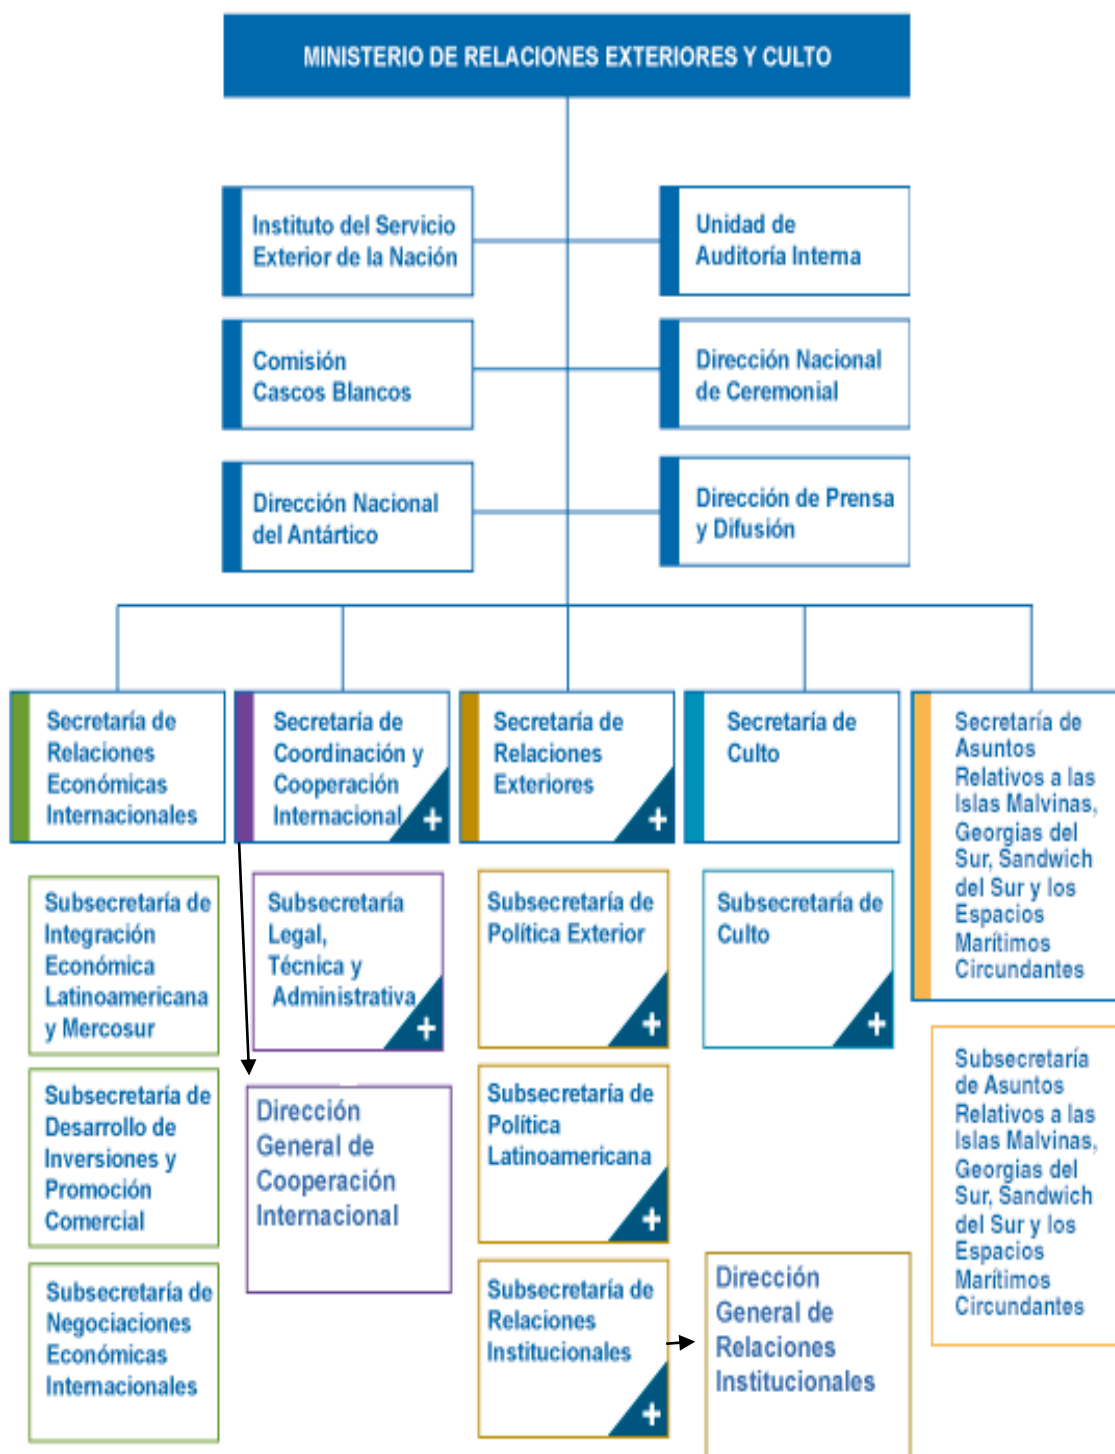 MINISTERIO DE RELACIONES EXTERIORES Y CULTO
Instituto del Servicio
Exterior de la Nación
Unidad de
Auditoría Interna
Comisión
Cascos Blancos
Dirección Nacional
de Ceremonial
Dirección Nacional
del Antártico
Dirección de Prensa
y Difusión
Secretaría de
Relaciones
Económicas
Internacionales
Secretaría de
Coordinación y
Cooperación
Internacional
+
Secretaría de
Relaciones
Exteriores
+
Secretaría de
Culto
Secretaría de
Asuntos
Relativos a las
Islas Malvinas,
Georgias del
Sur, Sandwich
del Sur y los
Espacios
Marítimos
Circundantes
Subsecretaría de
Integración
Económica
Latinoamericana
y Mercosur
Subsecretaría
Legal,
Técnica y
Administrativa
+
Subsecretaría de
Política Exterior
+
Subsecretaría de
Culto
+
Subsecretaría
de Asuntos
Relativos a las
Islas Malvinas,
Georgias del
Sur, Sandwich
del Sur y los
Espacios
Marítimos
Circundantes
Subsecretaría de
Desarrollo de
Inversiones y
Promoción
Comercial
Dirección
General de
Cooperación
Internacional
Subsecretaría de
Política
Latinoamericana
+
Subsecretaría de
Negociaciones
Económicas
Internacionales
Subsecretaría de
Relaciones
Institucionales
+
Dirección
General de
Relaciones
Institucionales